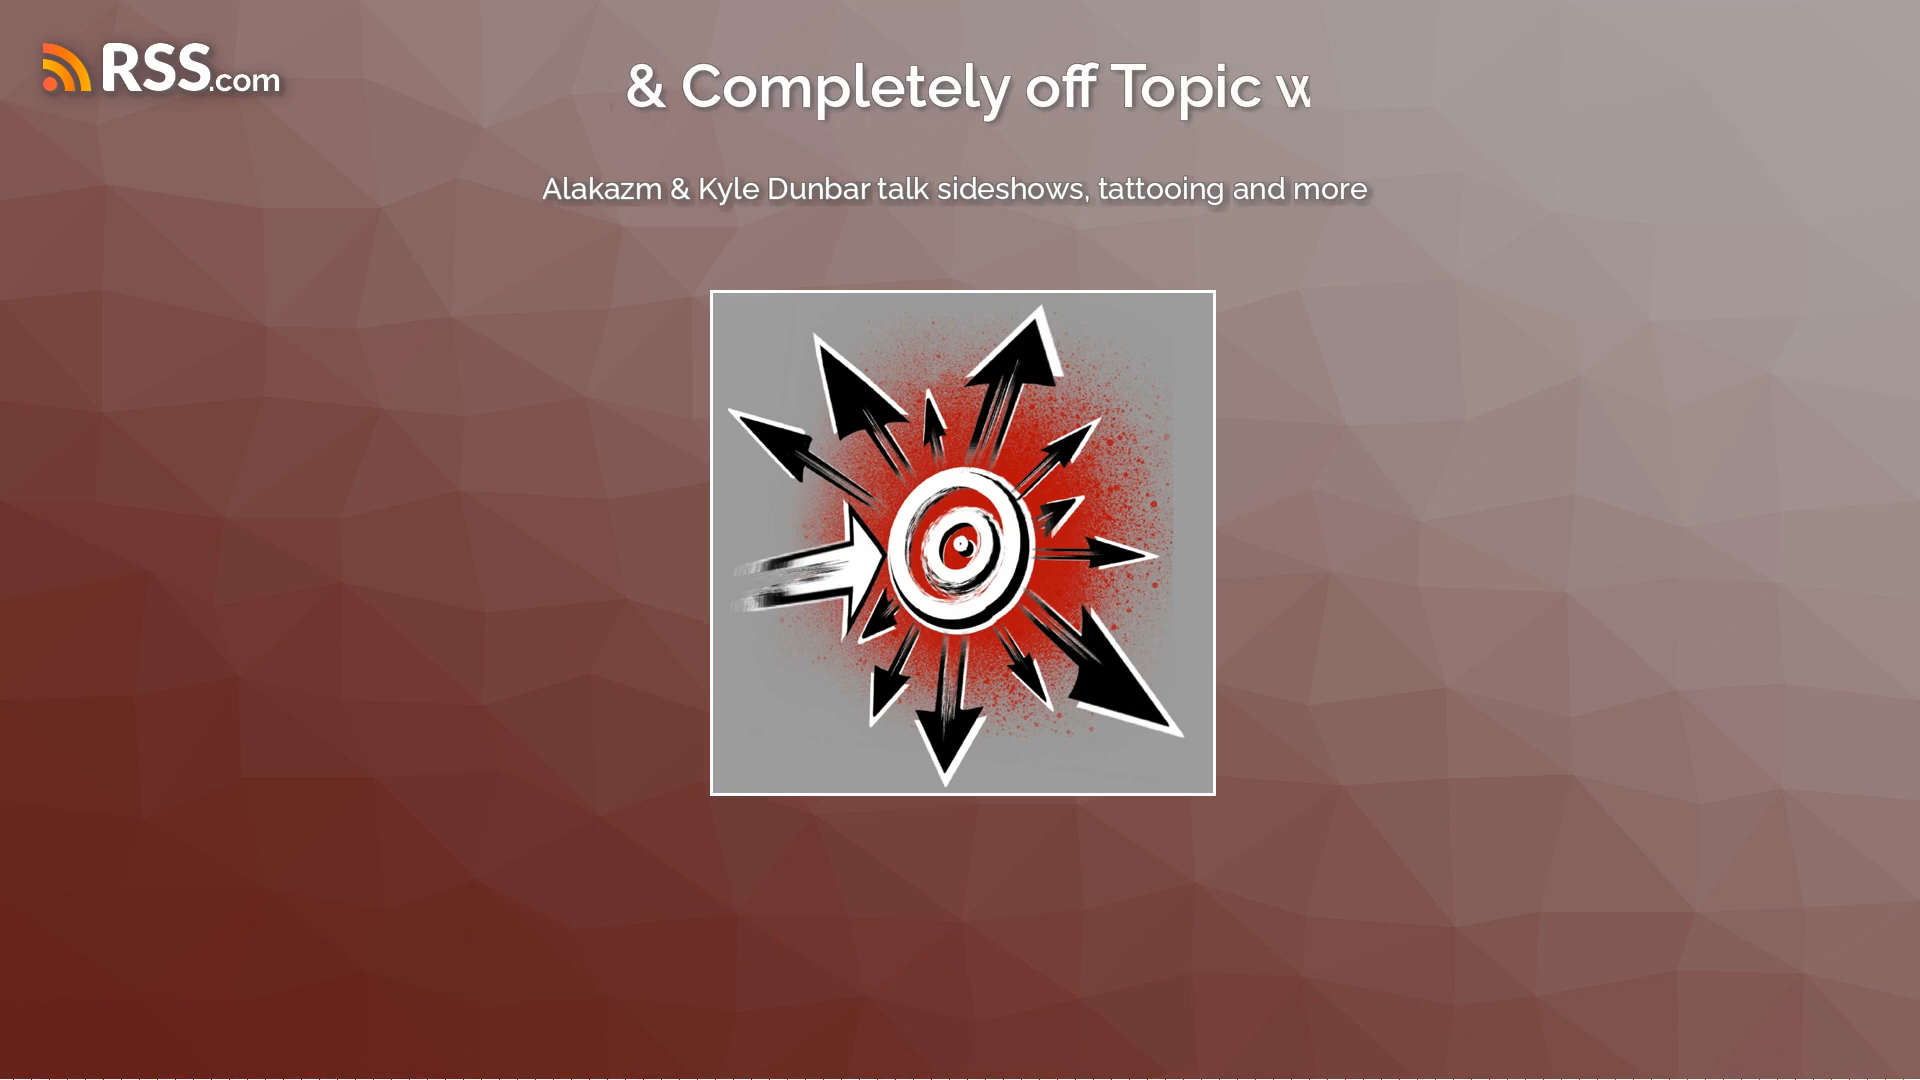 RSS.com
& Completely off Topic
Alakazm & Kyle Dunbar talk sideshows, tattooing and more